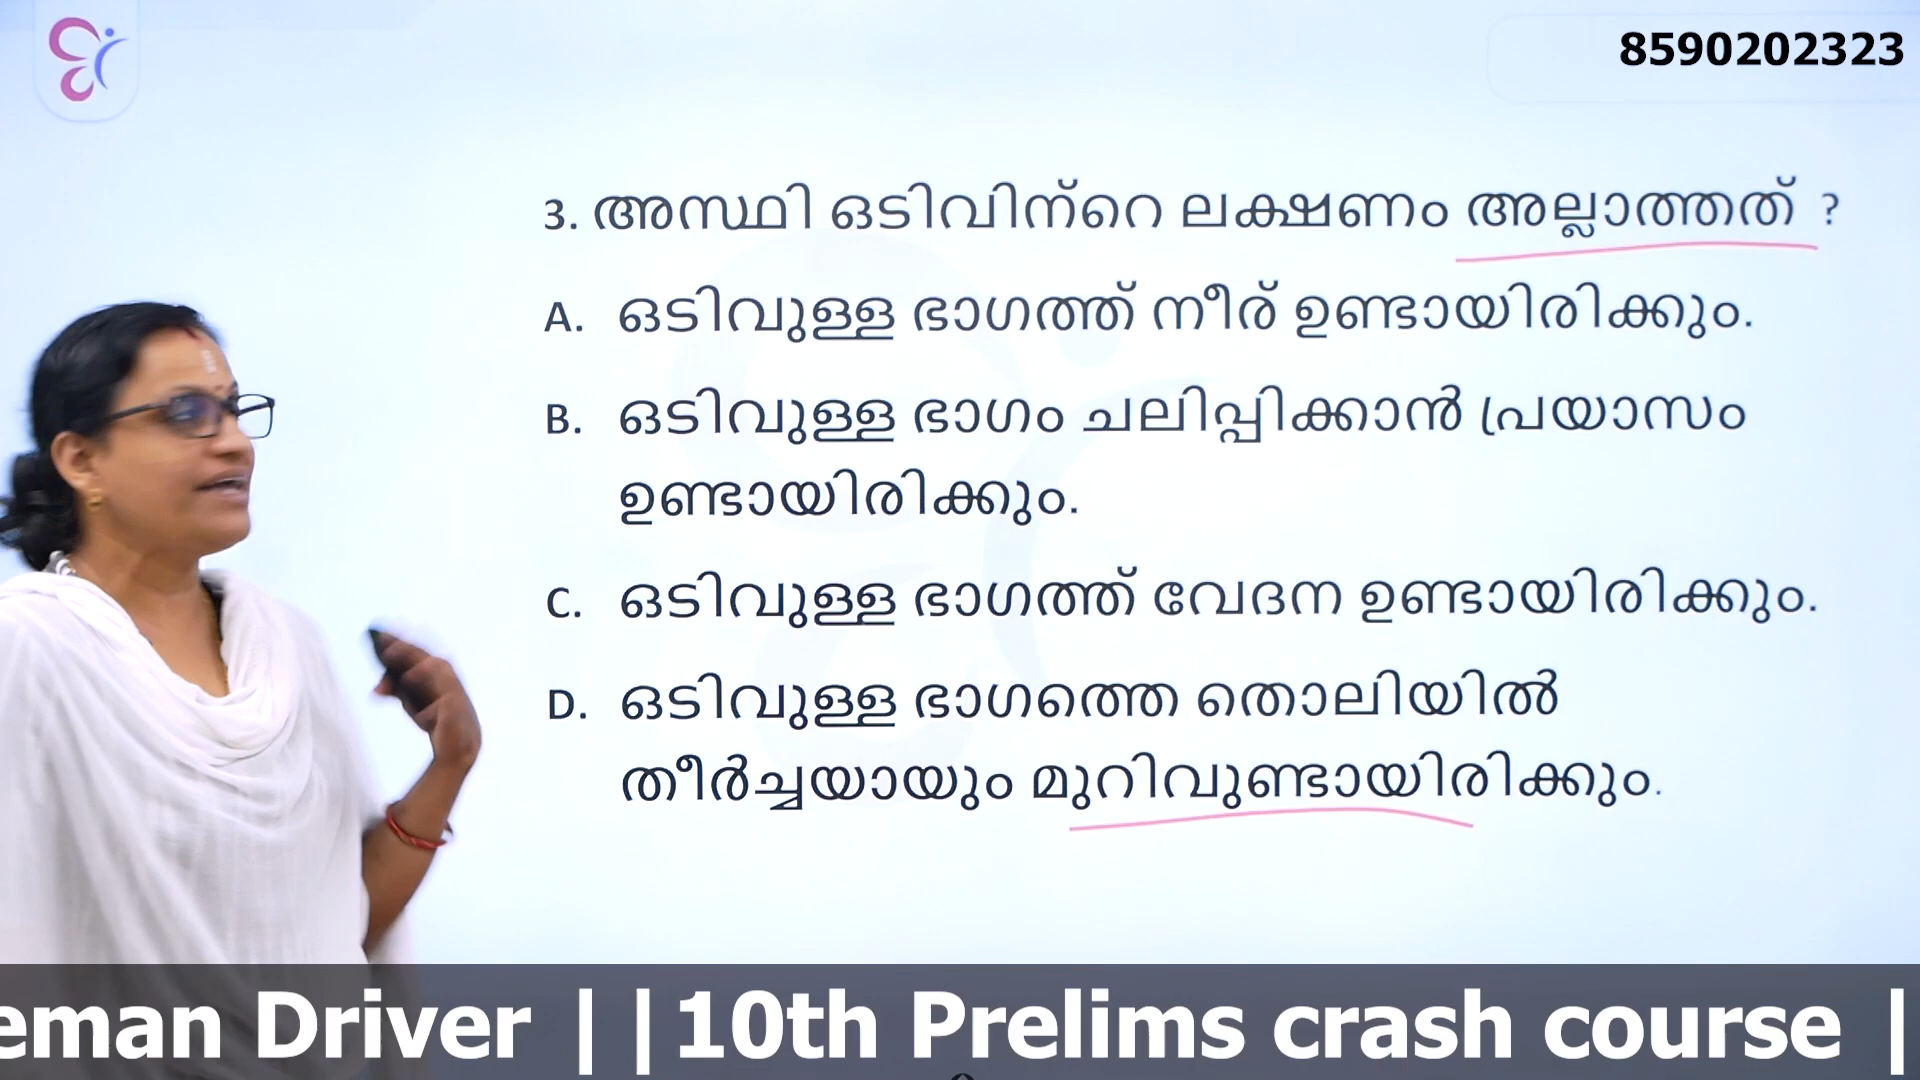 8590202323
3. അസ്ഥി ഒടിവിന്റെ ലക്ഷണം അല്ലാത്തത് ?
A. ഒടിവുള്ള ഭാഗത്ത് നീര് ഉണ്ടായിരിക്കും.
B. ഒടിവുള്ള ഭാഗം ചലിപ്പിക്കാൻ പ്രയാസം
ഉണ്ടായിരിക്കും.
C. ഒടിവുള്ള ഭാഗത്ത് വേദന ഉണ്ടായിരിക്കും.
D. ഒടിവുള്ള ഭാഗത്തെ തൊലിയിൽ
തീർച്ചയായും മുറിവുണ്ടായിരിക്കും.
eman Driver ||10th Prelims crash course |